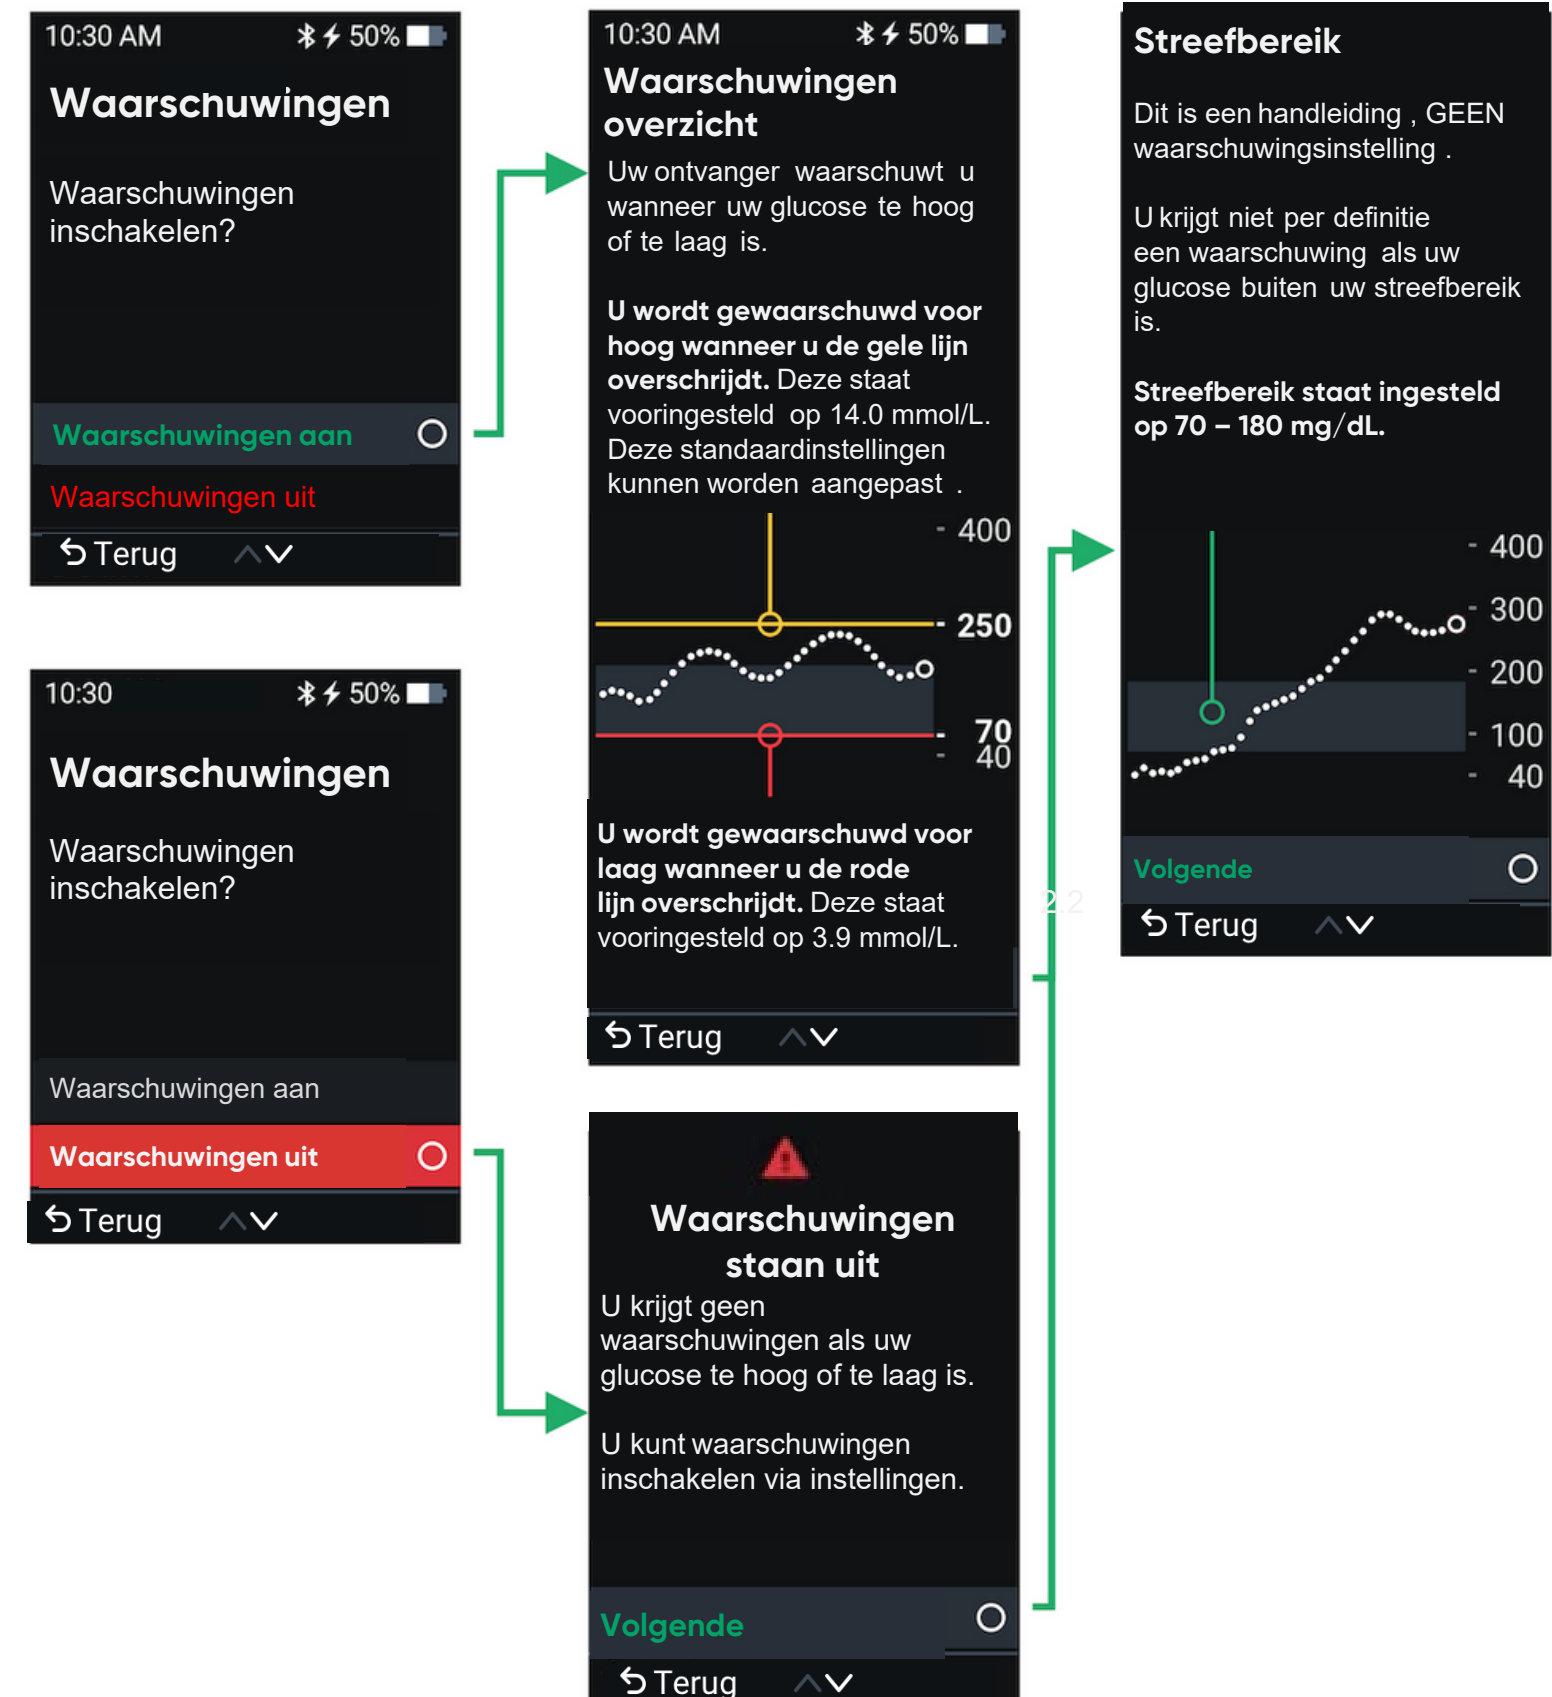 10:30 AM
50%
Waarschuwingen
Waarschuwingen
inschakelen?
Waarschuwingen aan
Waarschuwingen uit
Terug
10:30
50%
Waarschuwingen
Waarschuwingen
inschakelen?
Waarschuwingen aan
Waarschuwingen uit
Terug
10:30 AM
50%
Waarschuwingen
overzicht
Uw ontvanger waarschuwt u
wanneer uw glucose te hoog
of te laag is.
U wordt gewaarschuwd voor
hoog wanneer u de gele lijn
overschrijdt. Deze staat
vooringesteld op 14.0 mmol/L.
Deze standaardinstellingen
kunnen worden aangepast .
- 400
- 250
- 70
- 40
U wordt gewaarschuwd voor
laag wanneer u de rode
lijn overschrijdt. Deze staat
vooringesteld op 3.9 mmol/L.
Terug
Waarschuwingen
staan uit
U krijgt geen
waarschuwingen als uw
glucose te hoog of te laag is.
U kunt waarschuwingen
inschakelen via instellingen.
Volgende
Terug
Streefbereik
Dit is een handleiding , GEEN
waarschuwingsinstelling .
U krijgt niet per definitie
een waarschuwing als uw
glucose buiten uw streefbereik
is.
Streefbereik staat ingesteld
op 70 – 180 mg/dL.
- 400
- 300
- 200
- 100
- 40
Volgende
Terug